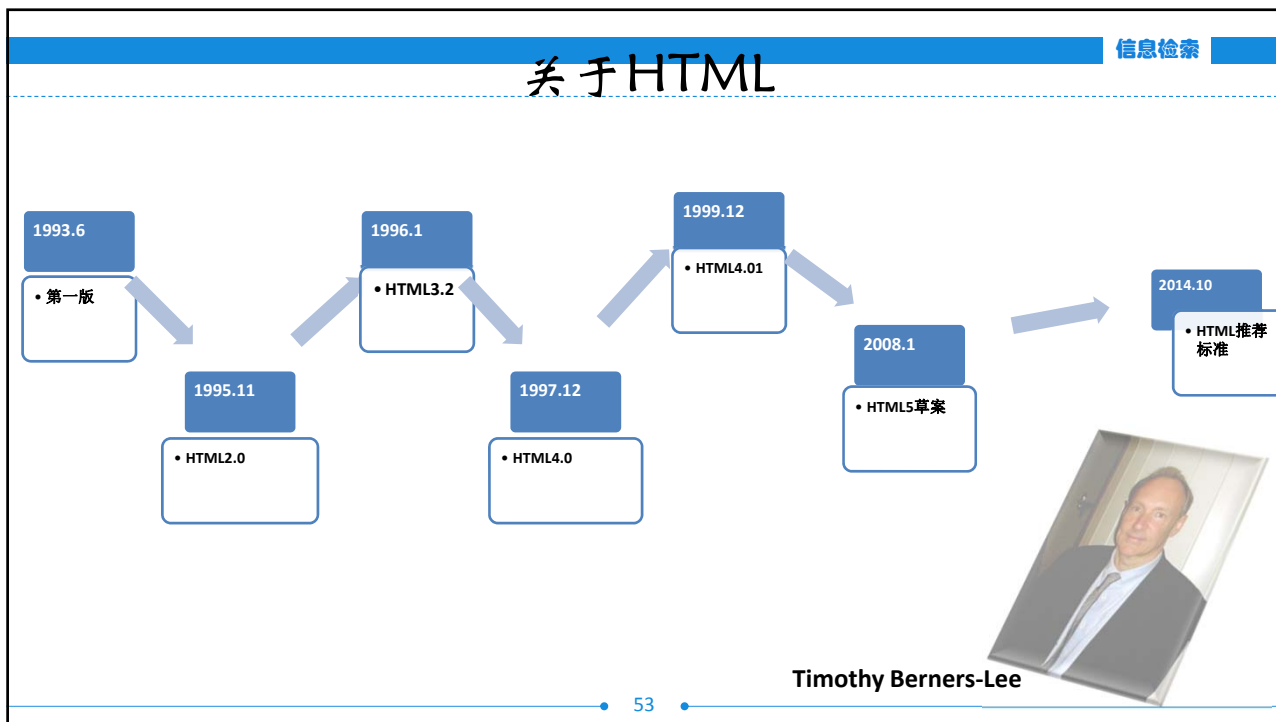 信息检索
关于HTML
1993.6
• 第一版
1995.11
• HTML2.0
1996.1
• HTML3.2
1997.12
• HTML4.0
1999.12
• HTML4.01
2008.1
• HTML5草案
2014.10
• HTML推荐
标准
Timothy Berners-Lee
53